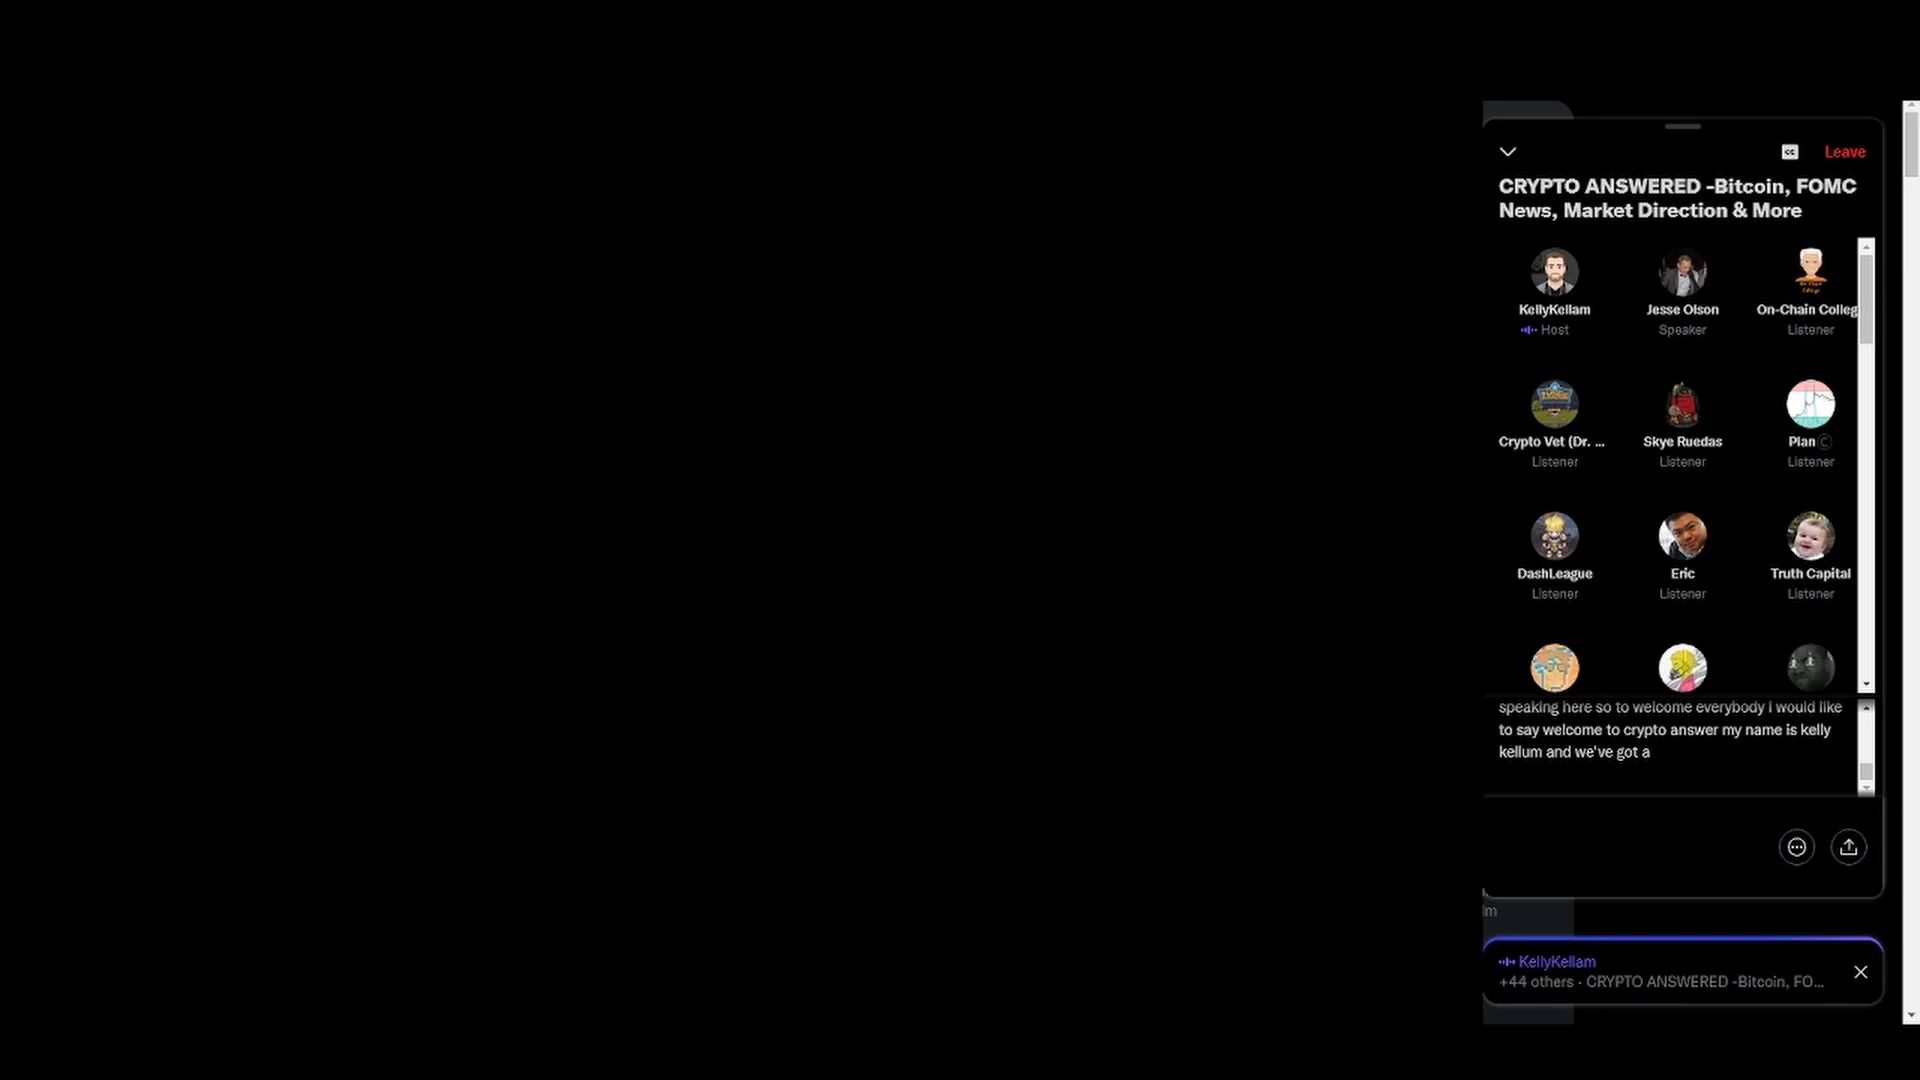 CC
Leave
CRYPTO ANSWERED -Bitcoin, FOMC
News, Market Direction & More
KellyKellam
Jesse Olson
On-Chain Colleg
Host
Speaker
Listener
Crypto Vet (Dr. ...
Skye Ruedas
Plan©
Listener
Listener
Listener
DashLeague
Eric
Truth Capital
Listener
Listener
Listener
speaking here so to welcome everybody i would like
to say welcome to crypto answer my name is kelly
kellum and we've got a
lm
KellyKellam
+44 others · CRYPTO ANSWERED -Bitcoin, FO...